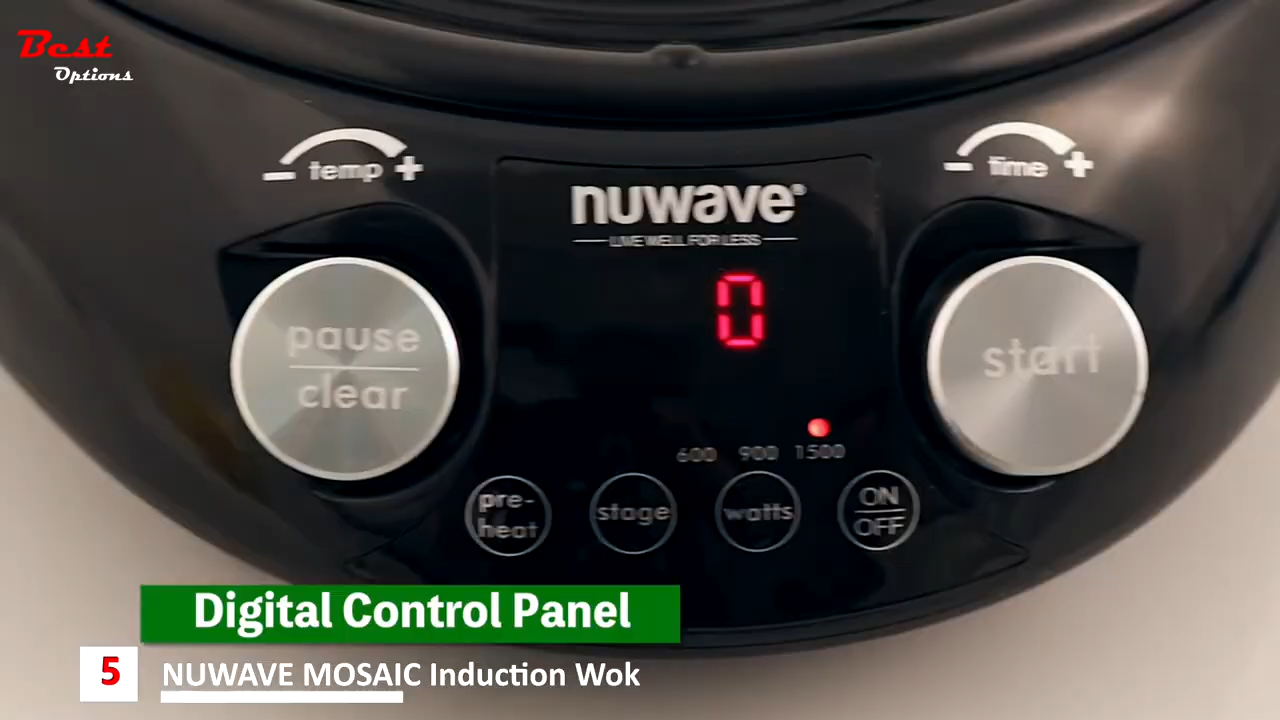 Best
Options
− temp +
− time +
nuwave®
LIVE WELL FOR LESS
0
pause
clear
start
600 900 1500
pre-
heat
stage
watts
ON
OFF
Digital Control Panel
5
NUWAVE MOSAIC Induction Wok